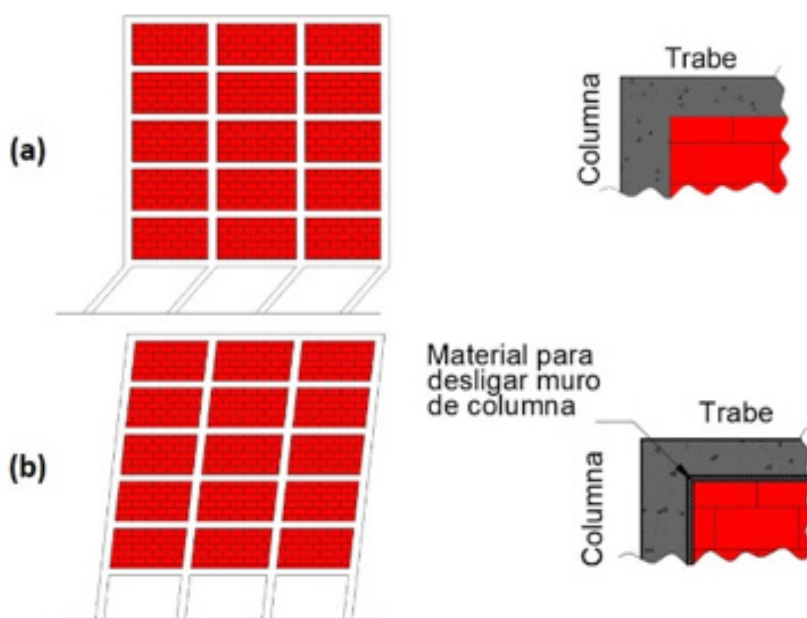 (a)
Trabe
Columna
(b)
Material para
desligar muro
de columna
Trabe
Columna